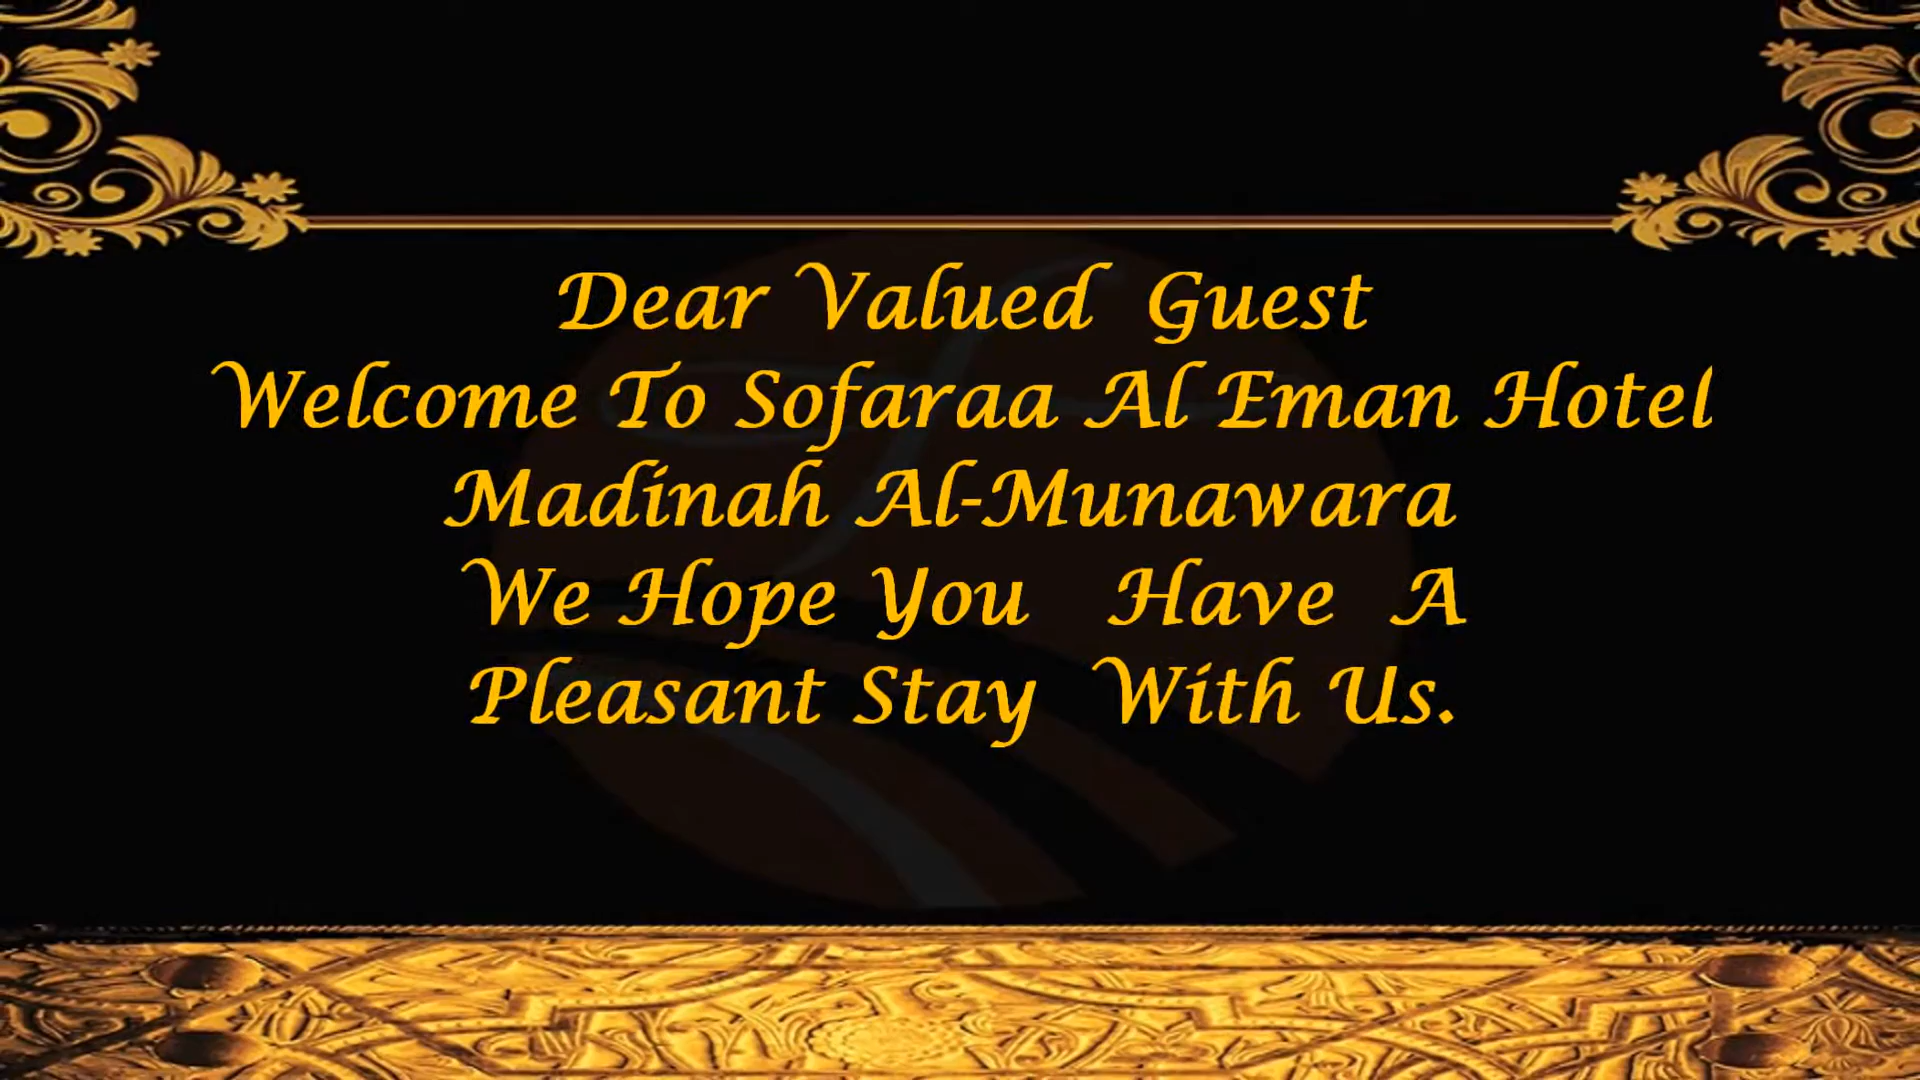 Dear Valued Guest
Welcome To Sofaraa Al Eman Hotel
Madinah Al-Munawara
We Hope You Have A
Pleasant Stay With Us.